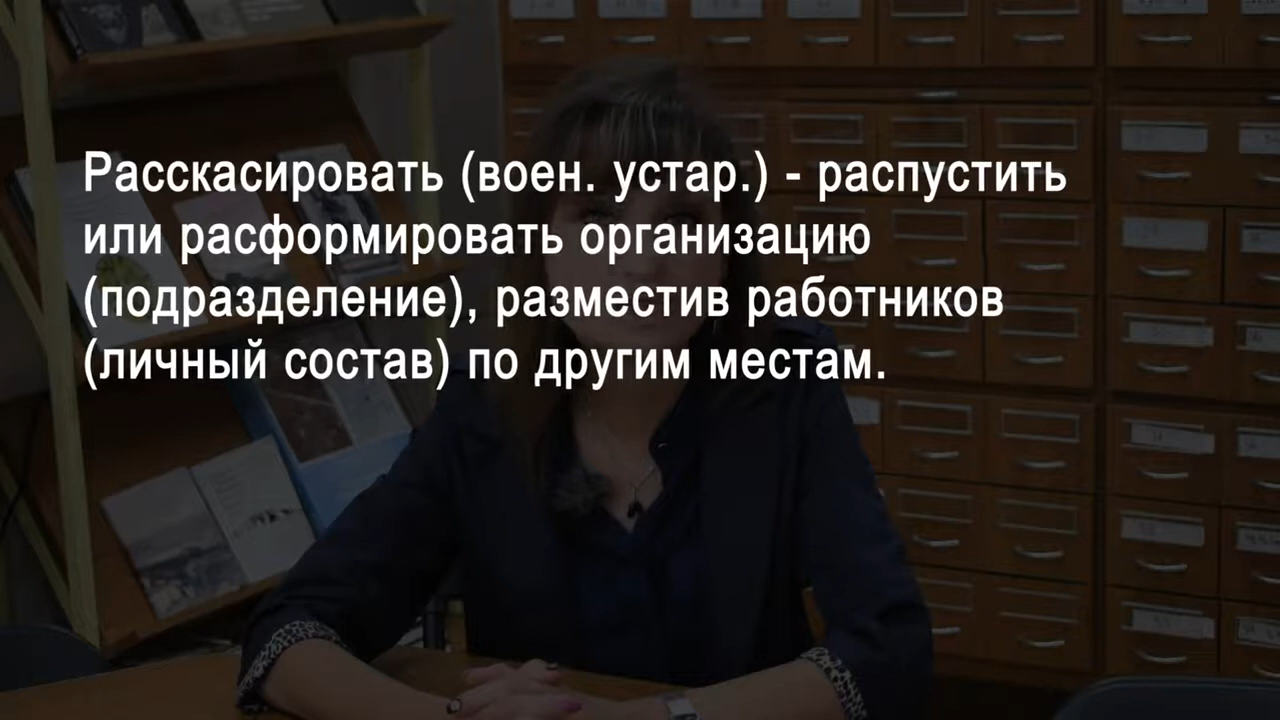 Расскасировать (воен. устар.) - распустить
или расформировать организацию
(подразделение), разместив работников
(личный состав) по другим местам.